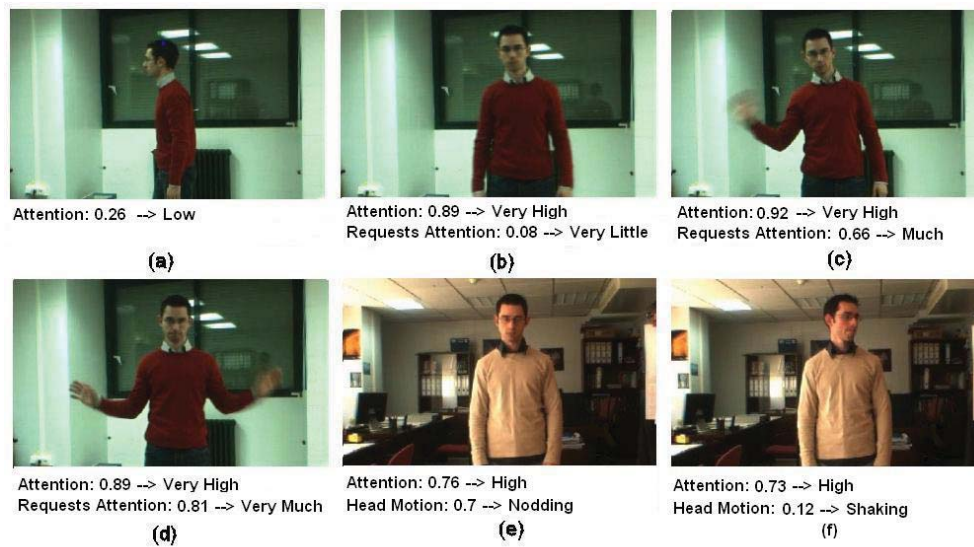 Attention: 0.26 --> Low
(a)
Attention: 0.89 --> Very High
Requests Attention: 0.08 --> Very Little
(b)
Attention: 0.92 --> Very High
Requests Attention: 0.66 --> Much
(c)
Attention: 0.89 --> Very High
Requests Attention: 0.81 --> Very Much
(d)
Attention: 0.76 --> High
Head Motion: 0.7 --> Nodding
(e)
Attention: 0.73 --> High
Head Motion: 0.12 --> Shaking
(f)